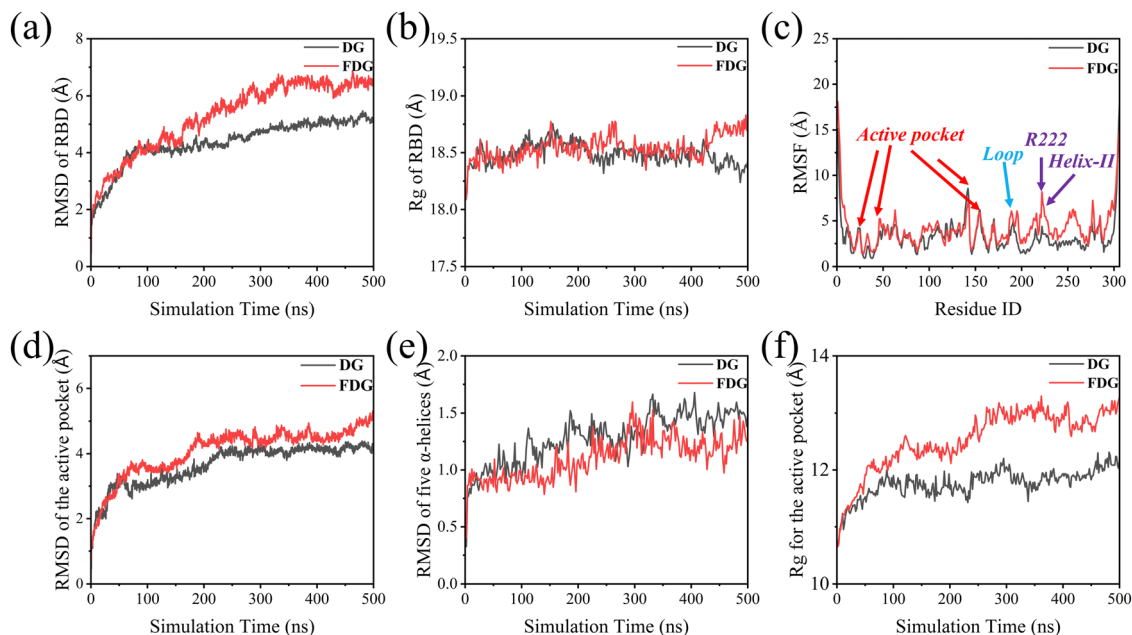 (a)
RMSD of RBD (Å)
8
6
4
2
0
DG
FDG
0 100 200 300 400 500
Simulation Time (ns)
(b)
Rg of RBD (Å)
19.5
19.0
18.5
18.0
17.5
DG
FDG
0 100 200 300 400 500
Simulation Time (ns)
(c)
RMSF (Å)
25
20
15
10
5
0
DG
FDG
Active pocket
Loop
R222
Helix-II
0 50 100 150 200 250 300
Residue ID
(d)
RMSD of the active pocket (Å)
6
4
2
0
DG
FDG
0 100 200 300 400 500
Simulation Time (ns)
(e)
RMSD of five α-helices (Å)
2.0
1.5
1.0
0.5
0.0
DG
FDG
0 100 200 300 400 500
Simulation Time (ns)
(f)
Rg for the active pocket (Å)
14
12
10
DG
FDG
0 100 200 300 400 500
Simulation Time (ns)